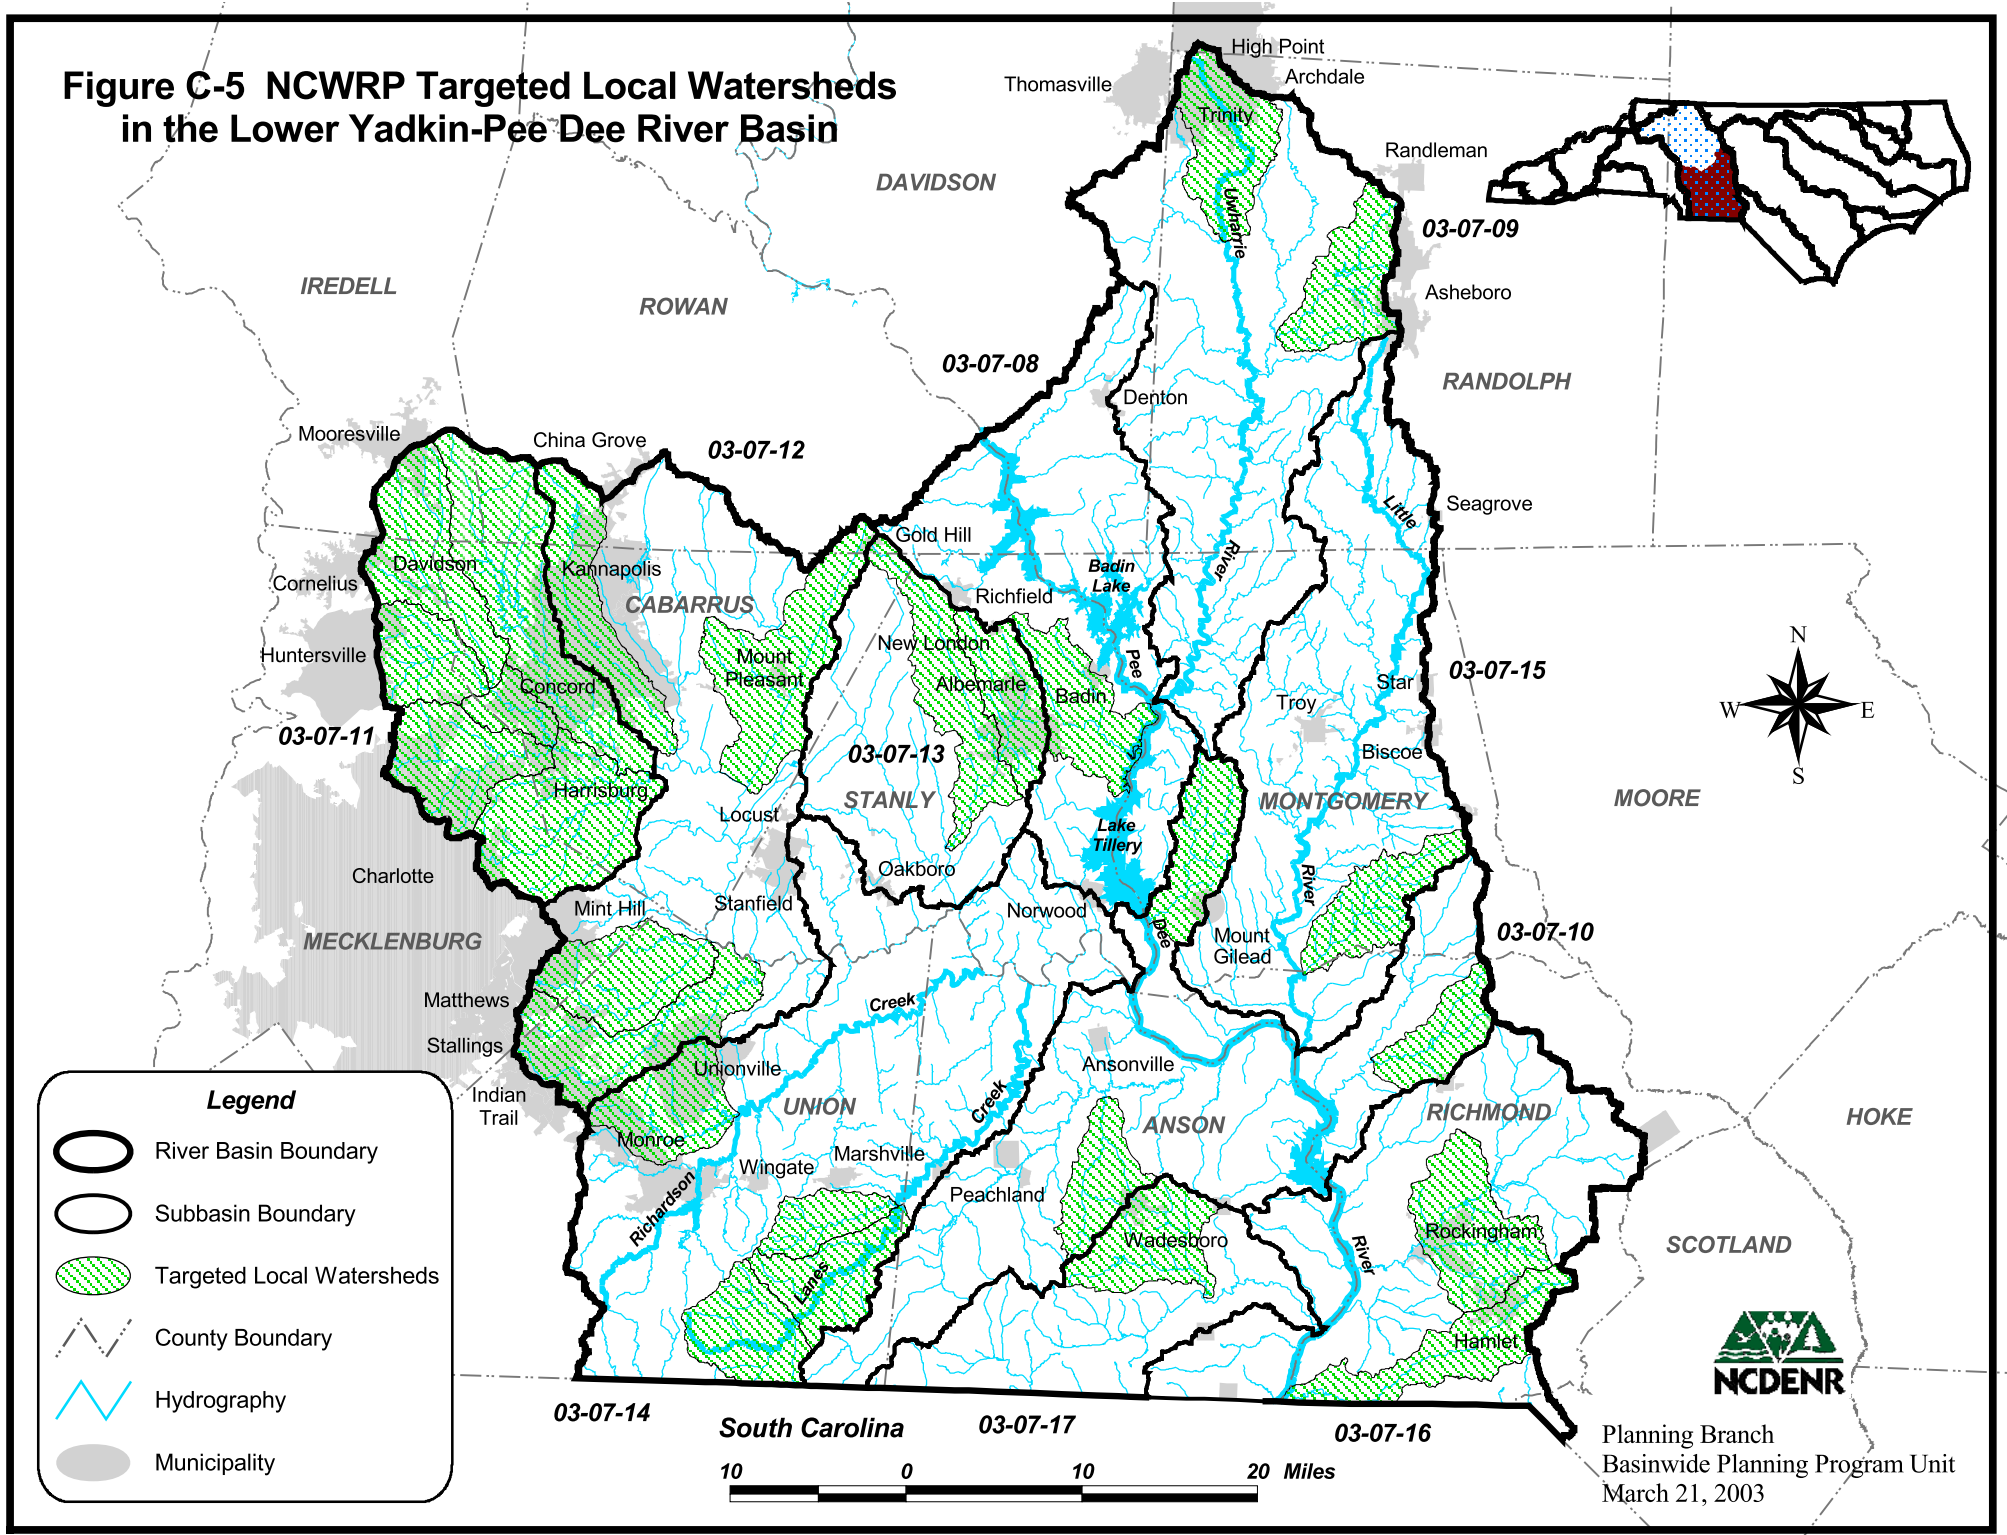 Figure C-5 NCWRP Targeted Local Watersheds
in the Lower Yadkin-Pee Dee River Basin
High Point
Thomasville
Archdale
Trinity
Randleman
DAVIDSON
Uwharrie
03-07-09
IREDELL
Asheboro
ROWAN
03-07-08
RANDOLPH
Denton
Mooresville
China Grove
03-07-12
Little
Seagrove
Gold Hill
River
Davidson
Kannapolis
Badin
Lake
Cornelius
Richfield
CABARRUS
New London
Huntersville
Mount
Pleasant
Pee
03-07-15
Concord
Albemarle
Badin
Star
Troy
N
W
E
S
03-07-11
03-07-13
Biscoe
Harrisburg
STANLY
MONTGOMERY
MOORE
Locust
Lake
Tillery
Charlotte
Oakboro
River
Mint Hill
Stanfield
Norwood
MECKLENBURG
Dee
Mount
Gilead
03-07-10
Matthews
Creek
Stallings
Unionville
Ansonville
Indian
Trail
UNION
Creek
ANSON
RICHMOND
HOKE
Monroe
Marshville
Wingate
Peachland
Richardson
Wadesboro
Rockingham
SCOTLAND
Lanes
River
Hamlet
Legend
River Basin Boundary
Subbasin Boundary
Targeted Local Watersheds
County Boundary
Hydrography
Municipality
03-07-14
South Carolina
03-07-17
03-07-16
10 0 10 20 Miles
NCDENR
Planning Branch
Basinwide Planning Program Unit
March 21, 2003